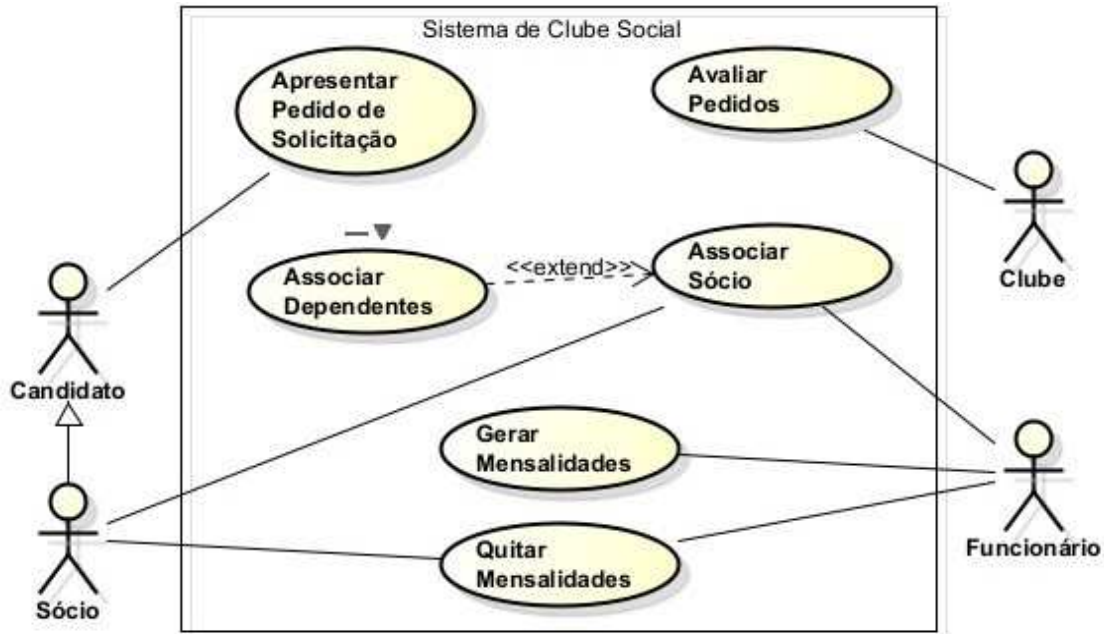 Sistema de Clube Social
Apresentar
Pedido de
Solicitação
Avaliar
Pedidos
Associar
Dependentes
<<extend>>
Associar
Sócio
Clube
Candidato
Gerar
Mensalidades
Quitar
Mensalidades
Funcionário
Sócio